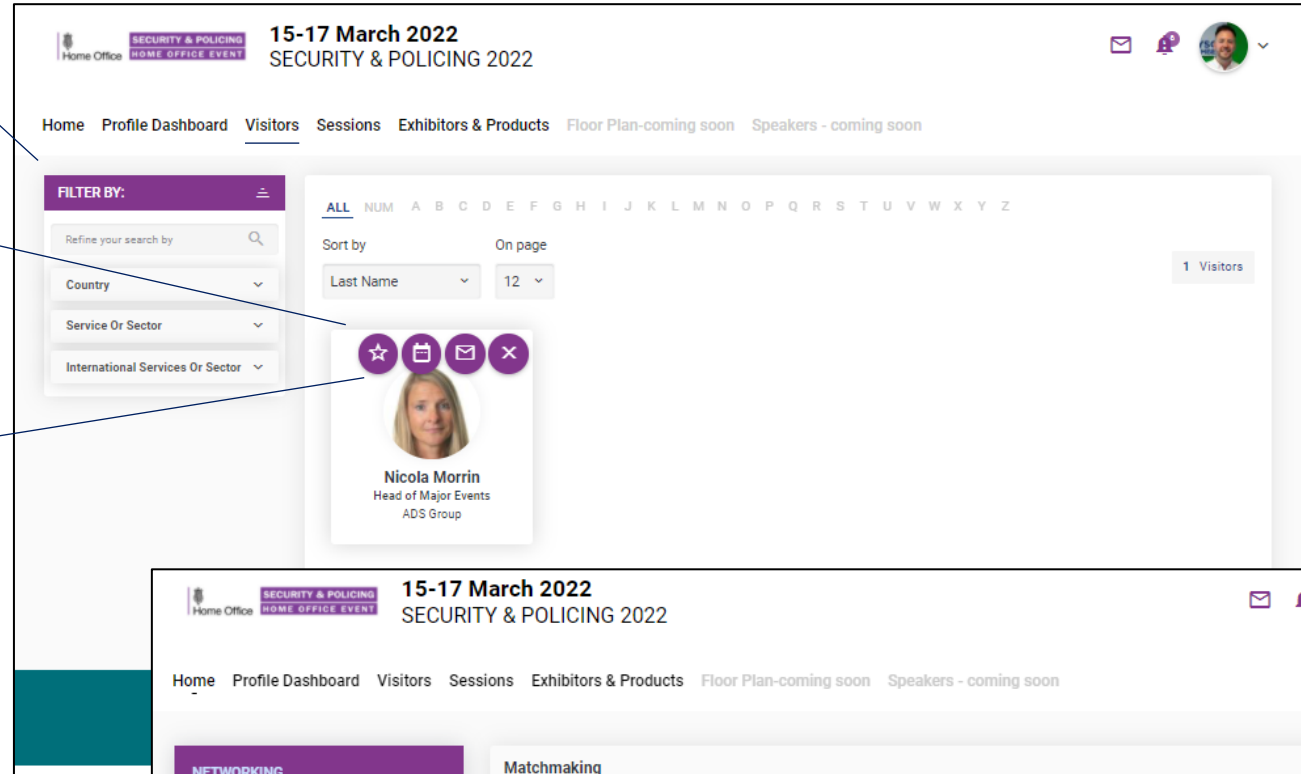 Home Office
SECURITY & POLICING
HOME OFFICE EVENT
15-17 March 2022
SECURITY & POLICING 2022
Home Profile Dashboard Visitors Sessions Exhibitors & Products Floor Plan-coming soon Speakers - coming soon
FILTER BY:
Refine your search by
Country
Service Or Sector
International Services Or Sector
ALL NUM A B C D E F G H I J K L M N O P Q R S T U V W X Y Z
Sort by On page
Last Name 12
1 Visitors
Nicola Morrin
Head of Major Events
ADS Group
Home Office
SECURITY & POLICING
HOME OFFICE EVENT
15-17 March 2022
SECURITY & POLICING 2022
Home Profile Dashboard Visitors Sessions Exhibitors & Products Floor Plan-coming soon Speakers - coming soon
NETWORKING
Matchmaking